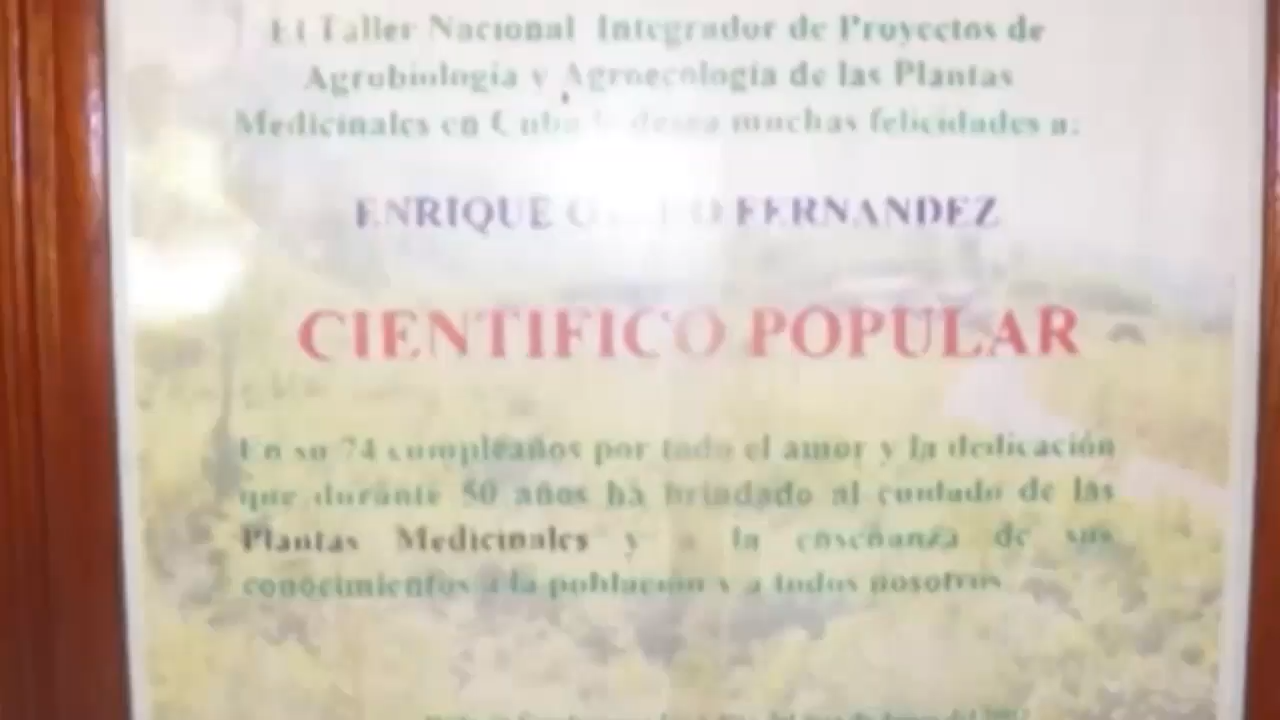 El Taller Nacional Integrador de Proyectos de
Agrobiología y Agroecología de las Plantas
Medicinales en Cuba le desea muchas felicidades a:
ENRIQUE FERNANDEZ
CIENTIFICO POPULAR
En su 74 cumpleaños por todo el amor y la dedicación
que durante 50 años ha brindado al cuidado de las
Plantas Medicinales y a la enseñanza de sus
conocimientos a la población y a todos nosotros